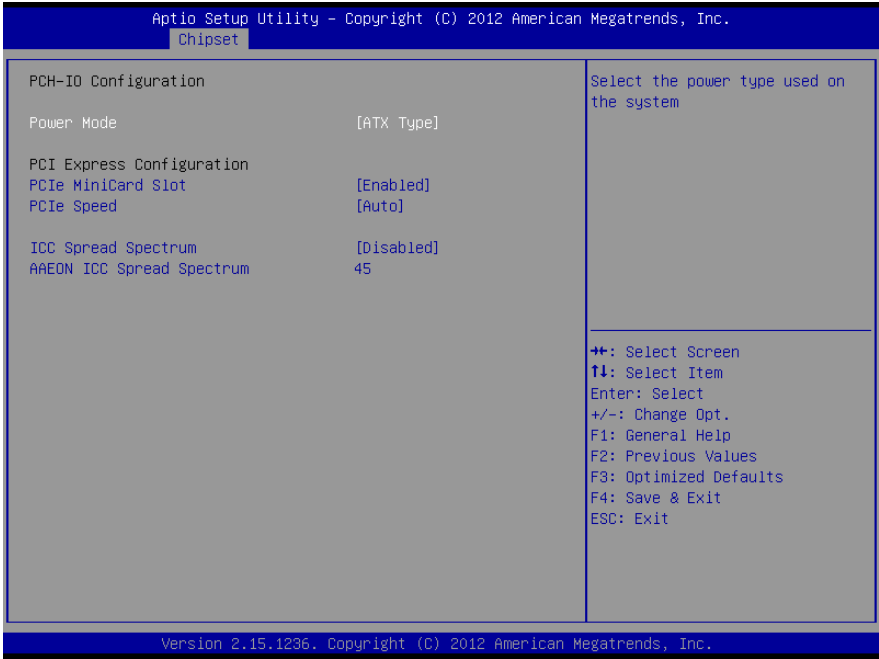 Aptio Setup Utility – Copyright (C) 2012 American Megatrends, Inc.
Chipset
PCH-IO Configuration
Power Mode [ATX Type]
PCI Express Configuration
PCIe MiniCard Slot [Enabled]
PCIe Speed [Auto]
ICC Spread Spectrum [Disabled]
AAEON ICC Spread Spectrum 45
Select the power type used on
the system
→←: Select Screen
↑↓: Select Item
Enter: Select
+/-: Change Opt.
F1: General Help
F2: Previous Values
F3: Optimized Defaults
F4: Save & Exit
ESC: Exit
Version 2.15.1236. Copyright (C) 2012 American Megatrends, Inc.